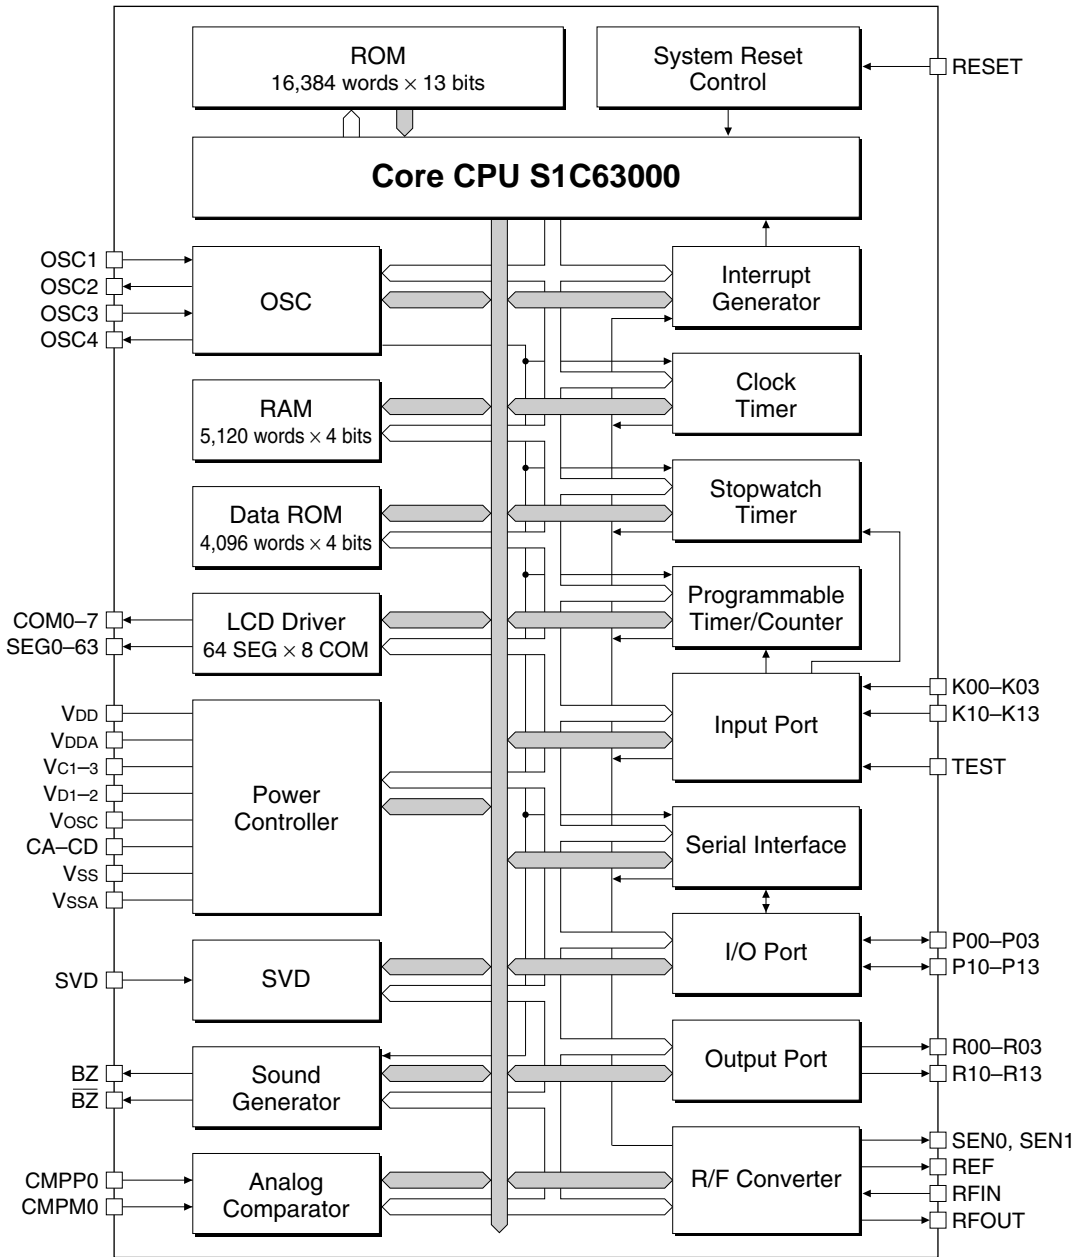 ROM
16,384 words × 13 bits
System Reset
Control
RESET
Core CPU S1C63000
OSC1
OSC2
OSC3
OSC4
OSC
Interrupt
Generator
RAM
5,120 words × 4 bits
Clock
Timer
Data ROM
4,096 words × 4 bits
Stopwatch
Timer
COM0–7
SEG0–63
LCD Driver
64 SEG × 8 COM
Programmable
Timer/Counter
VDD
VDDA
VC1–3
VD1–2
VOSC
CA–CD
VSS
VSSA
Power
Controller
Input Port
K00–K03
K10–K13
TEST
Serial Interface
I/O Port
P00–P03
P10–P13
SVD
SVD
Output Port
R00–R03
R10–R13
BZ
B̅Z̅
Sound
Generator
CMPP0
CMPM0
Analog
Comparator
R/F Converter
SEN0, SEN1
REF
RFIN
RFOUT